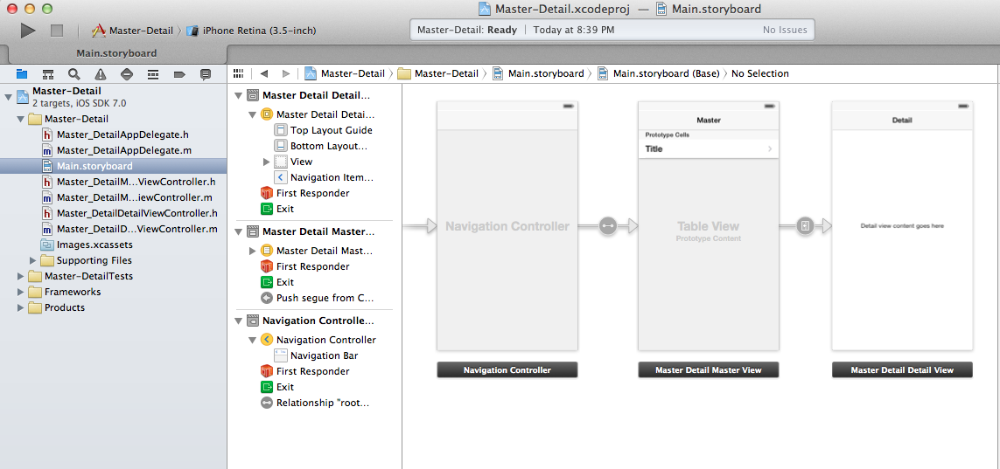 Master-Detail.xcodeproj — Main.storyboard
Master-Detail iPhone Retina (3.5-inch)
Master-Detail: Ready Today at 8:39 PM No Issues
Main.storyboard
Master-Detail Master-Detail Main.storyboard Main.storyboard (Base) No Selection
Master-Detail
2 targets, iOS SDK 7.0
Master-Detail
Master_DetailAppDelegate.h
Master_DetailAppDelegate.m
Main.storyboard
Master_DetailM...ViewController.h
Master_DetailM...iewController.m
Master_DetailDetailViewController.h
Master_DetailD...ViewController.m
Images.xcassets
Supporting Files
Master-DetailTests
Frameworks
Products
Master Detail Detail...
Master Detail Detai...
Top Layout Guide
Bottom Layout...
View
Navigation Item...
First Responder
Exit
Master Detail Master...
Master Detail Mast...
First Responder
Exit
Push segue from C...
Navigation Controlle...
Navigation Controller
Navigation Bar
First Responder
Exit
Relationship "root...
Navigation Controller
Navigation Controller
Master
Prototype Cells
Title
Table View
Prototype Content
Master Detail Master View
Detail
Detail view content goes here
Master Detail Detail View